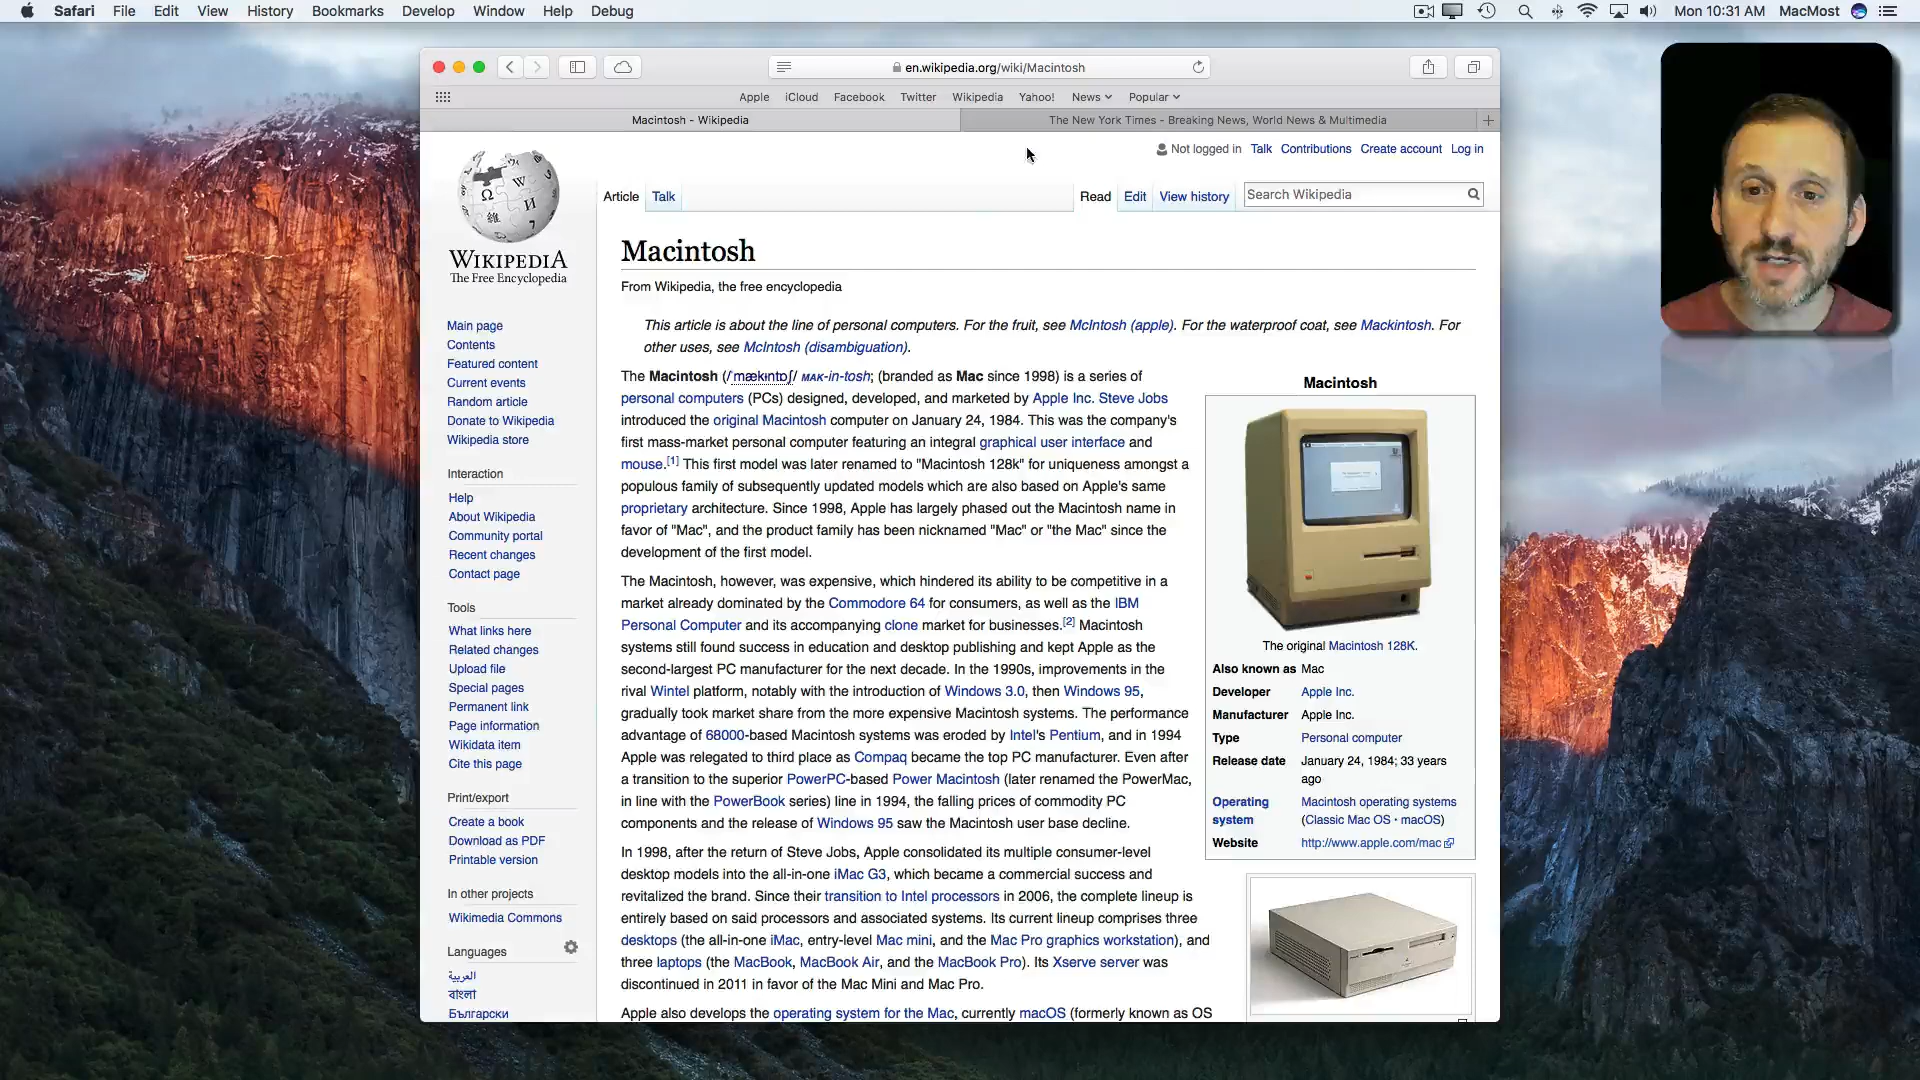 Safari File Edit View History Bookmarks Develop Window Help Debug
Mon 10:31 AM MacMost
en.wikipedia.org/wiki/Macintosh
Apple iCloud Facebook Twitter Wikipedia Yahoo! News Popular
Macintosh - Wikipedia
The New York Times - Breaking News, World News & Multimedia
Not logged in Talk Contributions Create account Log in
Article Talk
Read Edit View history Search Wikipedia
WIKIPEDIA
The Free Encyclopedia
Main page
Contents
Featured content
Current events
Random article
Donate to Wikipedia
Wikipedia store
Interaction
Help
About Wikipedia
Community portal
Recent changes
Contact page
Tools
What links here
Related changes
Upload file
Special pages
Permanent link
Page information
Wikidata item
Cite this page
Print/export
Create a book
Download as PDF
Printable version
In other projects
Wikimedia Commons
Languages
العربية
বাংলা
Български
Macintosh
From Wikipedia, the free encyclopedia
This article is about the line of personal computers. For the fruit, see McIntosh (apple). For the waterproof coat, see Mackintosh. For
other uses, see McIntosh (disambiguation).
The Macintosh (/ˈmækɪntɒʃ/ MAK-in-tosh; (branded as Mac since 1998) is a series of
personal computers (PCs) designed, developed, and marketed by Apple Inc. Steve Jobs
introduced the original Macintosh computer on January 24, 1984. This was the company's
first mass-market personal computer featuring an integral graphical user interface and
mouse.[1] This first model was later renamed to "Macintosh 128k" for uniqueness amongst a
populous family of subsequently updated models which are also based on Apple's same
proprietary architecture. Since 1998, Apple has largely phased out the Macintosh name in
favor of "Mac", and the product family has been nicknamed "Mac" or "the Mac" since the
development of the first model.
The Macintosh, however, was expensive, which hindered its ability to be competitive in a
market already dominated by the Commodore 64 for consumers, as well as the IBM
Personal Computer and its accompanying clone market for businesses.[2] Macintosh
systems still found success in education and desktop publishing and kept Apple as the
second-largest PC manufacturer for the next decade. In the 1990s, improvements in the
rival Wintel platform, notably with the introduction of Windows 3.0, then Windows 95,
gradually took market share from the more expensive Macintosh systems. The performance
advantage of 68000-based Macintosh systems was eroded by Intel's Pentium, and in 1994
Apple was relegated to third place as Compaq became the top PC manufacturer. Even after
a transition to the superior PowerPC-based Power Macintosh (later renamed the PowerMac,
in line with the PowerBook series) line in 1994, the falling prices of commodity PC
components and the release of Windows 95 saw the Macintosh user base decline.
In 1998, after the return of Steve Jobs, Apple consolidated its multiple consumer-level
desktop models into the all-in-one iMac G3, which became a commercial success and
revitalized the brand. Since their transition to Intel processors in 2006, the complete lineup is
entirely based on said processors and associated systems. Its current lineup comprises three
desktops (the all-in-one iMac, entry-level Mac mini, and the Mac Pro graphics workstation), and
three laptops (the MacBook, MacBook Air, and the MacBook Pro). Its Xserve server was
discontinued in 2011 in favor of the Mac Mini and Mac Pro.
Apple also develops the operating system for the Mac, currently macOS (formerly known as OS
Macintosh
The original Macintosh 128K.
Also known as Mac
Developer Apple Inc.
Manufacturer Apple Inc.
Type Personal computer
Release date January 24, 1984; 33 years
ago
Operating Macintosh operating systems
system (Classic Mac OS · macOS)
Website http://www.apple.com/mac